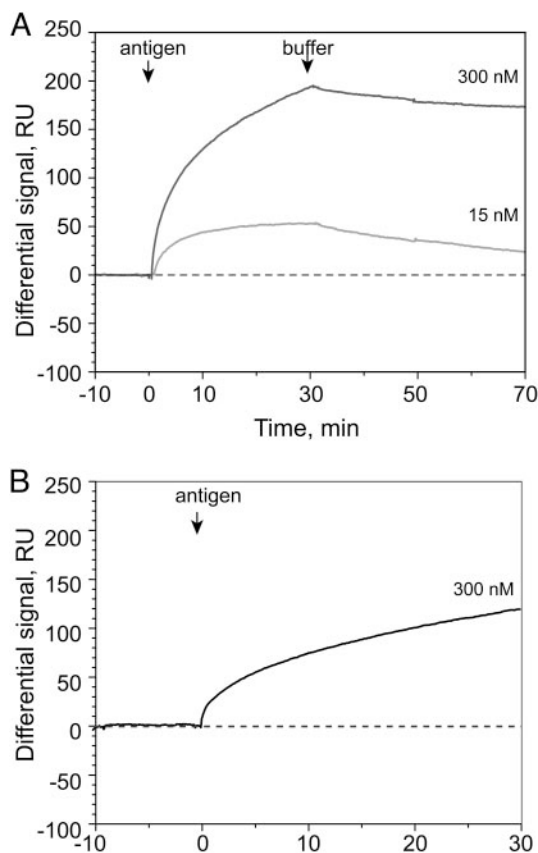 A
antigen
buffer
300 nM
15 nM
Differential signal, RU
250
200
150
100
50
0
-50
-100
-10 0 10 30 50 70
Time, min
B
antigen
300 nM
Differential signal, RU
250
200
150
100
50
0
-50
-100
-10 0 10 20 30